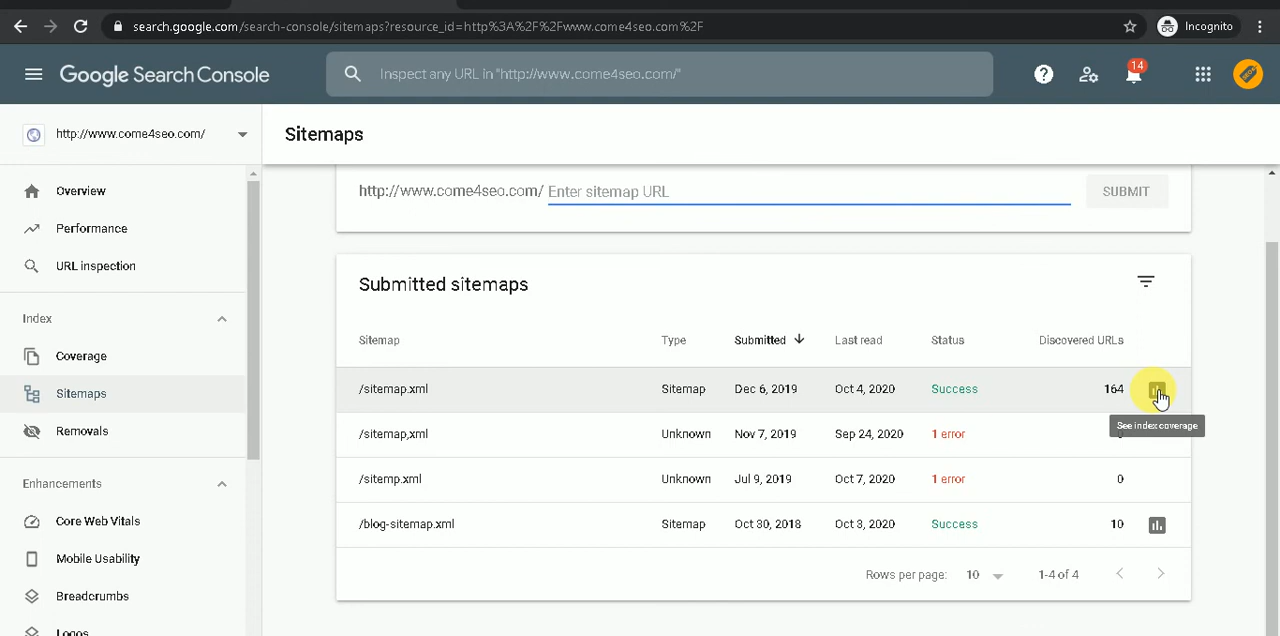 search.google.com/search-console/sitemaps?resource_id=http%3A%2F%2Fwww.come4seo.com%2F
Incognito
Google Search Console
Inspect any URL in "http://www.come4seo.com/"
14
http://www.come4seo.com/
Sitemaps
Overview
Performance
URL inspection
Index
Coverage
Sitemaps
Removals
Enhancements
Core Web Vitals
Mobile Usability
Breadcrumbs
Logos
http://www.come4seo.com/ Enter sitemap URL
SUBMIT
Submitted sitemaps
Sitemap Type Submitted Last read Status Discovered URLs
/sitemap.xml Sitemap Dec 6, 2019 Oct 4, 2020 Success 164
See index coverage
/sitemap,xml Unknown Nov 7, 2019 Sep 24, 2020 1 error
/sitemp.xml Unknown Jul 9, 2019 Oct 7, 2020 1 error 0
/blog-sitemap.xml Sitemap Oct 30, 2018 Oct 3, 2020 Success 10
Rows per page: 10 1-4 of 4